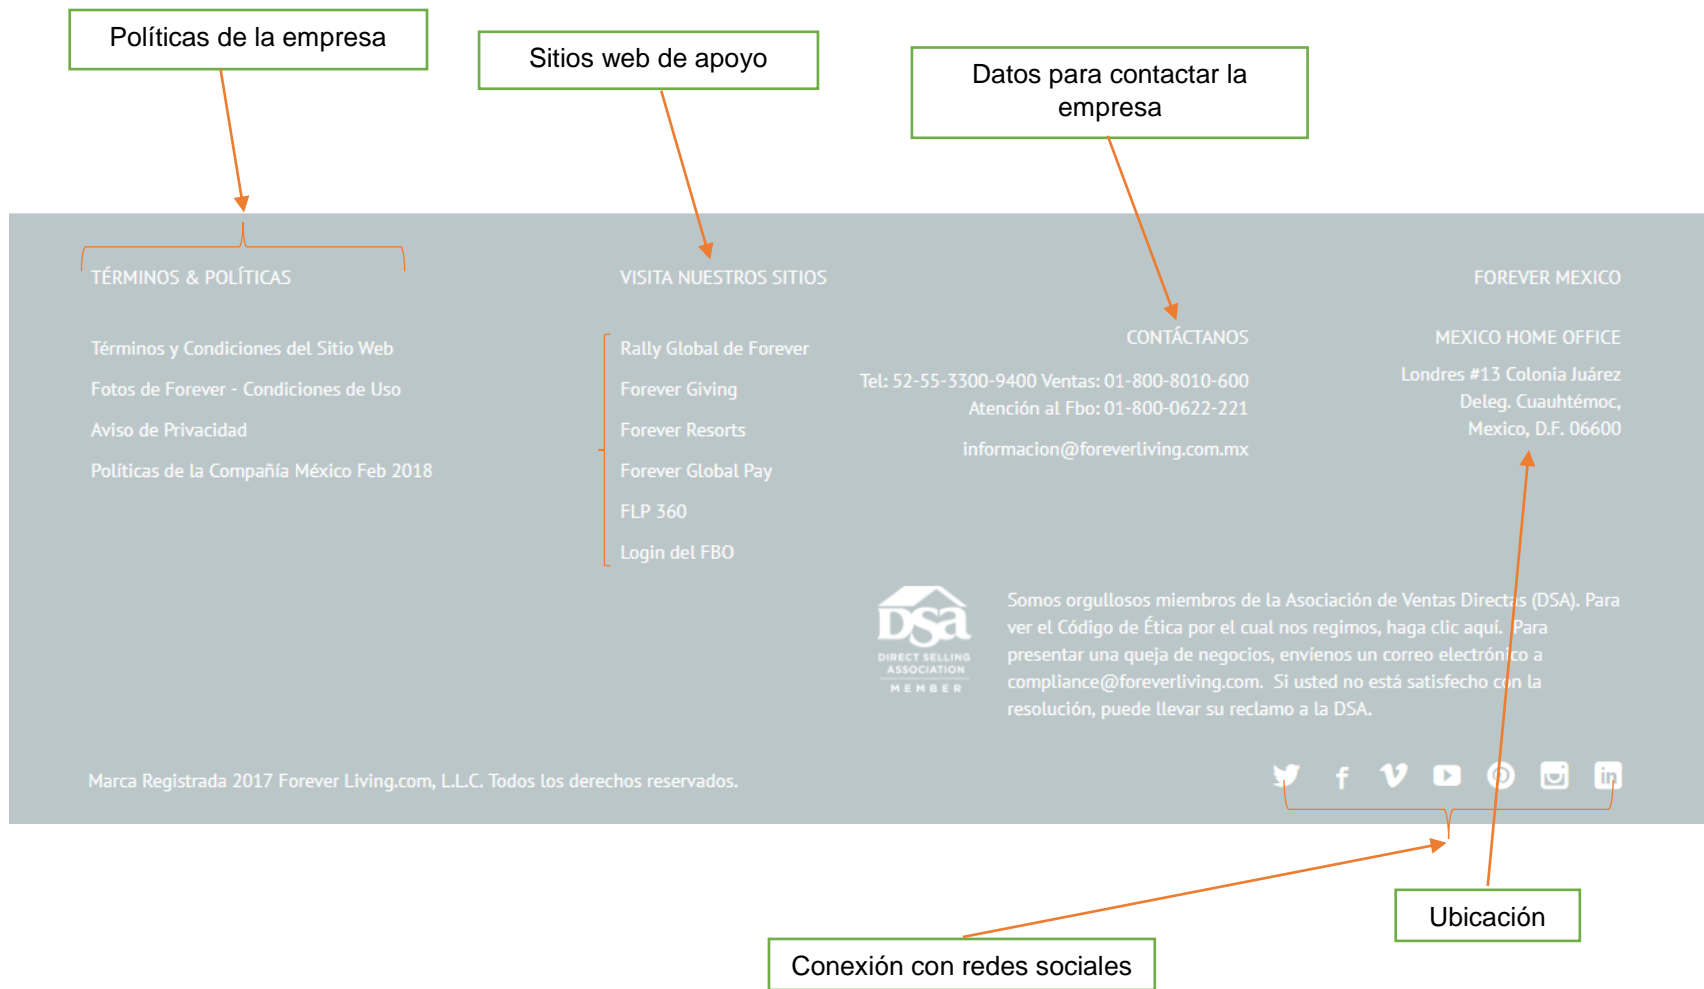 Políticas de la empresa
Sitios web de apoyo
Datos para contactar la
empresa
TÉRMINOS & POLÍTICAS
Términos y Condiciones del Sitio Web
Fotos de Forever - Condiciones de Uso
Aviso de Privacidad
Políticas de la Compañía México Feb 2018
VISITA NUESTROS SITIOS
Rally Global de Forever
Forever Giving
Forever Resorts
Forever Global Pay
FLP 360
Login del FBO
CONTÁCTANOS
Tel: 52-55-3300-9400 Ventas: 01-800-8010-600
Atención al Fbo: 01-800-0622-221
informacion@foreverliving.com.mx
FOREVER MEXICO
MEXICO HOME OFFICE
Londres #13 Colonia Juárez
Deleg. Cuauhtémoc,
Mexico, D.F. 06600
DSA
DIRECT SELLING
ASSOCIATION
MEMBER
Somos orgullosos miembros de la Asociación de Ventas Directas (DSA). Para
ver el Código de Ética por el cual nos regimos, haga clic aquí. Para
presentar una queja de negocios, envíenos un correo electrónico a
compliance@foreverliving.com. Si usted no está satisfecho con la
resolución, puede llevar su reclamo a la DSA.
Marca Registrada 2017 Forever Living.com, L.L.C. Todos los derechos reservados.
Ubicación
Conexión con redes sociales